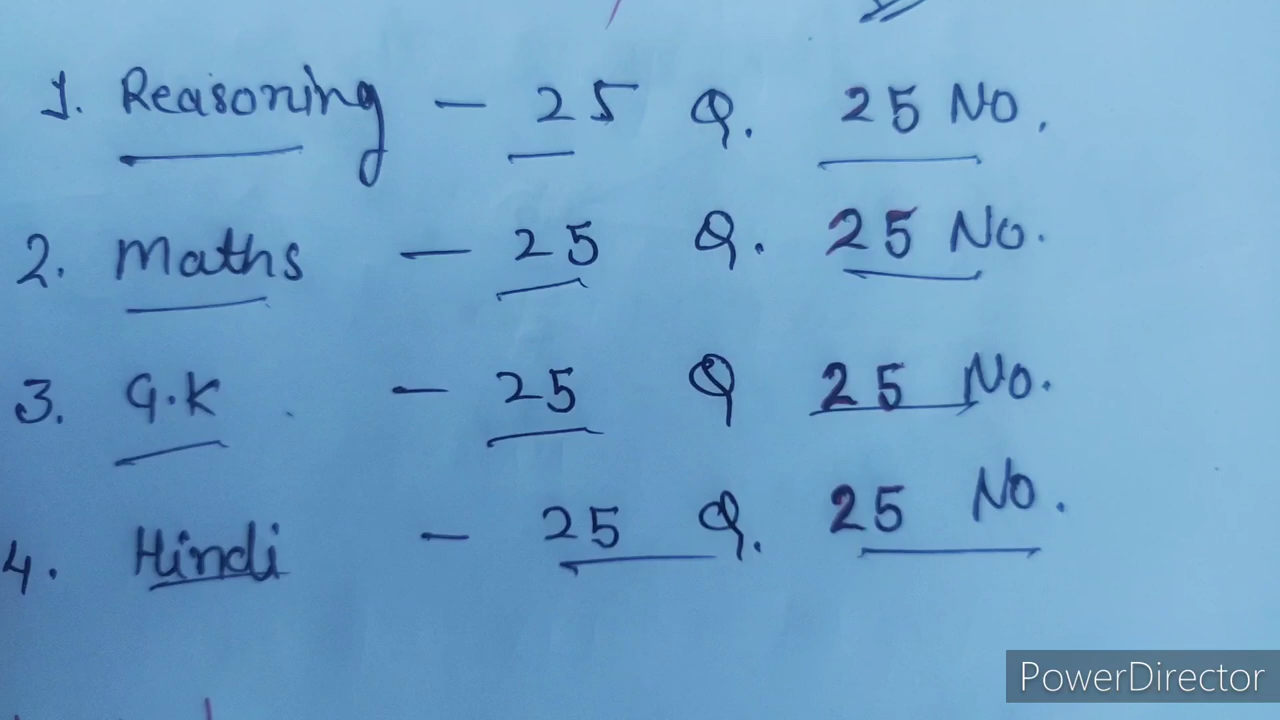 1. Reasoning - 25 Q. 25 No.
2. Maths - 25 Q. 25 No.
3. G.K - 25 Q 25 No.
4. Hindi - 25 Q. 25 No.
PowerDirector